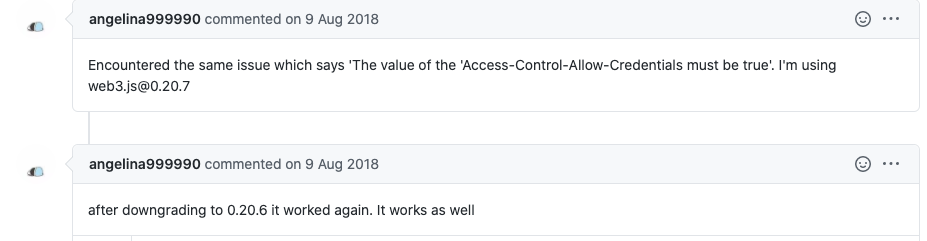 angelina999990 commented on 9 Aug 2018
Encountered the same issue which says 'The value of the 'Access-Control-Allow-Credentials must be true'. I'm using
web3.js@0.20.7
angelina999990 commented on 9 Aug 2018
after downgrading to 0.20.6 it worked again. It works as well